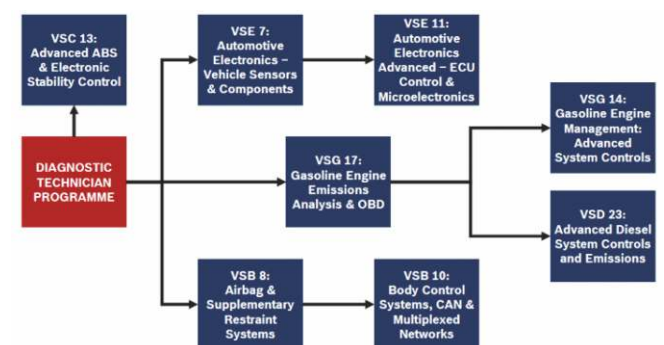 VSC 13:
Advanced ABS
& Electronic
Stability Control
VSE 7:
Automotive
Electronics –
Vehicle Sensors
& Components
VSE 11:
Automotive
Electronics
Advanced – ECU
Control &
Microelectronics
DIAGNOSTIC
TECHNICIAN
PROGRAMME
VSG 17:
Gasoline Engine
Emissions
Analysis & OBD
VSG 14:
Gasoline Engine
Management:
Advanced
System Controls
VSD 23:
Advanced Diesel
System Controls
and Emissions
VSB 8:
Airbag &
Supplementary
Restraint
Systems
VSB 10:
Body Control
Systems, CAN &
Multiplexed
Networks